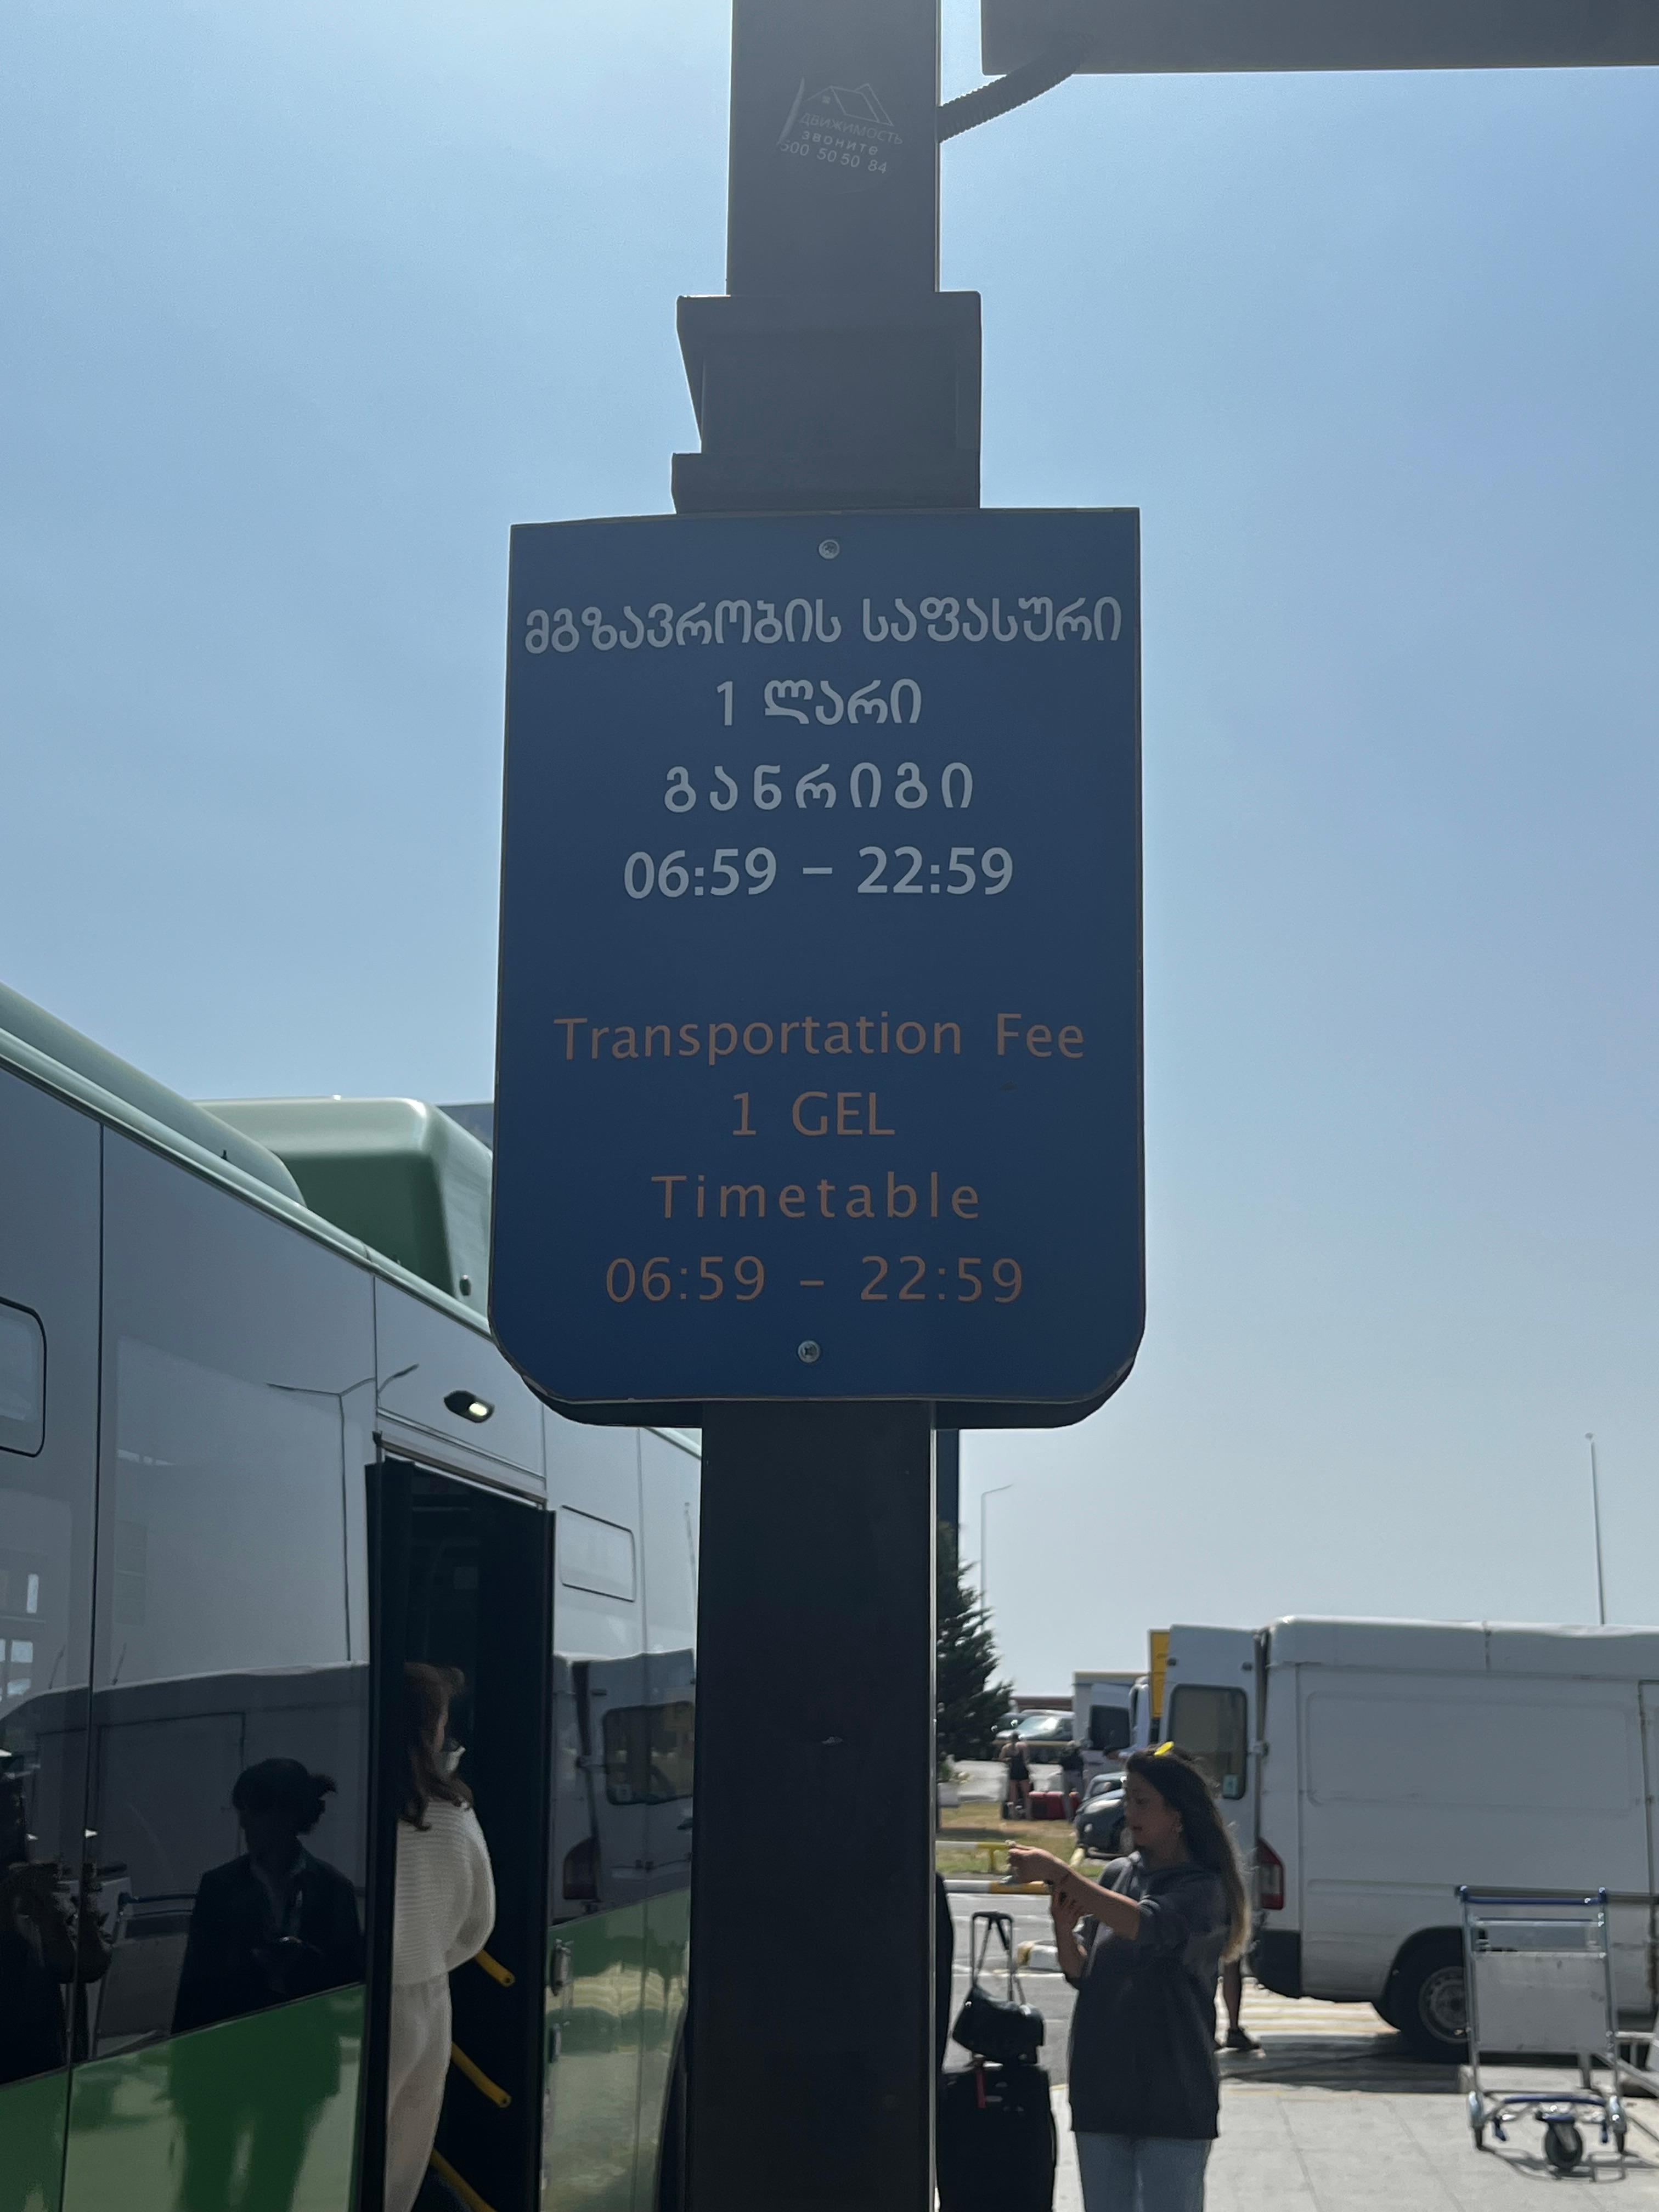 ДВИЖИМОСТЬ
звоните
500 50 50 84
მგზავრობის საფასური
1 ლარი
განრიგი
06:59 – 22:59
Transportation Fee
1 GEL
Timetable
06:59 – 22:59